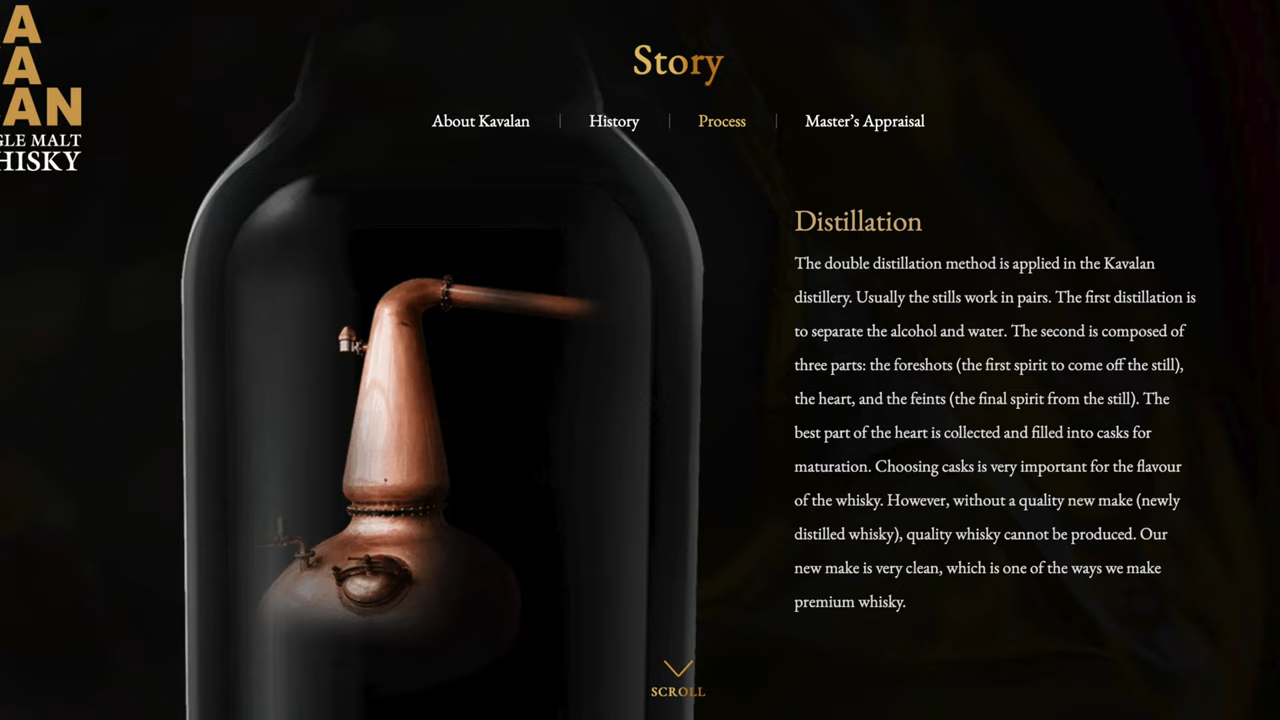 A
A
AN
GLE MALT
HISKY
Story
About Kavalan | History | Process | Master's Appraisal
Distillation
The double distillation method is applied in the Kavalan
distillery. Usually the stills work in pairs. The first distillation is
to separate the alcohol and water. The second is composed of
three parts: the foreshots (the first spirit to come off the still),
the heart, and the feints (the final spirit from the still). The
best part of the heart is collected and filled into casks for
maturation. Choosing casks is very important for the flavour
of the whisky. However, without a quality new make (newly
distilled whisky), quality whisky cannot be produced. Our
new make is very clean, which is one of the ways we make
premium whisky.
SCROLL